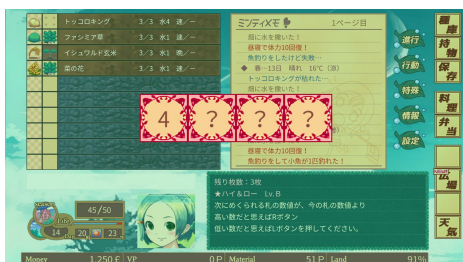 トッコロキング 3/3 水4 速/−
ファンミア草 3/3 水1 速/−
イシュワルド玄米 3/3 水1 晩/−
菜の花 3/3 水1 速/−
ミンティメモ 1ページ目
畑に水を撒いた！
昼寝で体力10回復！
魚釣りをしたけど失敗…
◆ 春−13日 晴れ 16℃（涼）
トッコロキングが枯れた…
畑に水を撒いた！
4 ? ? ?
昼寝で体力10回復！
魚釣りをして小魚が1匹釣れた！
進行
行動
特殊
情報
設定
種庫
持物
保存
料理
弁当
広場
天気
残り枚数：3枚
★ハイ＆ロー Lv.B
次にめくられる札の数値が、今の札の数値より
高い数だと思えばRボタン
低い数だと思えばLボタンを押してください。
Life
45/50
14 20 23
Money 1,250 £ VP 0 P Material 51 P Land 91%